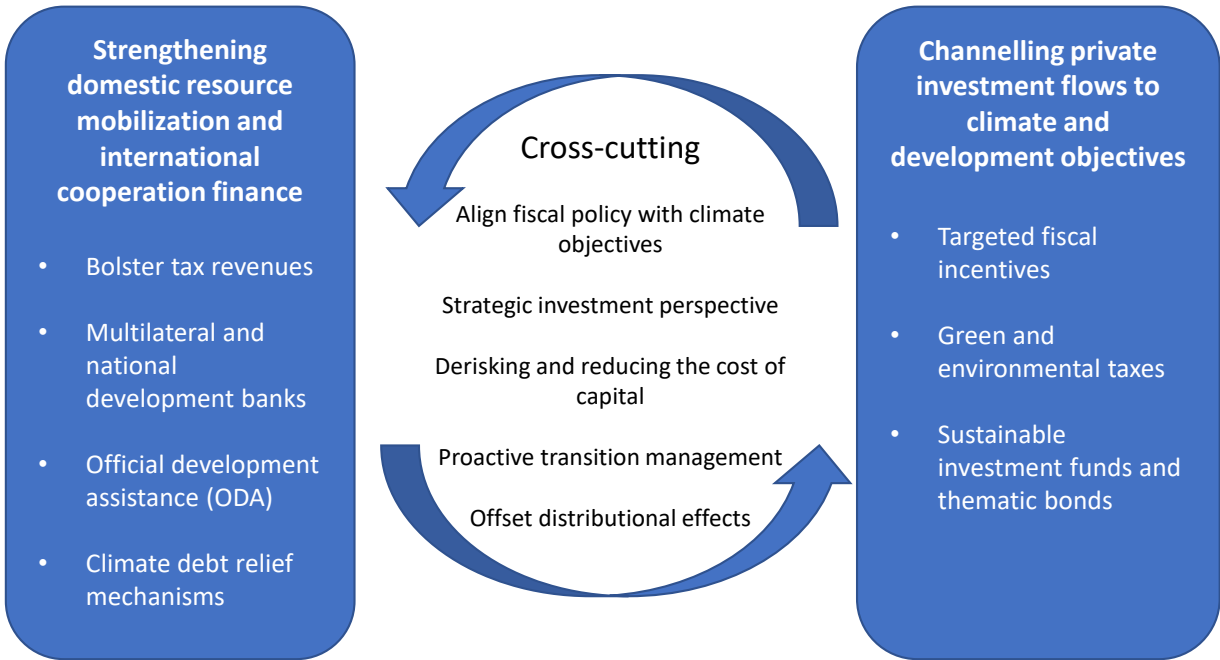 Strengthening
domestic resource
mobilization and
international
cooperation finance
• Bolster tax revenues
• Multilateral and
national
development banks
• Official development
assistance (ODA)
• Climate debt relief
mechanisms
Cross-cutting
Align fiscal policy with climate
objectives
Strategic investment perspective
Derisking and reducing the cost of
capital
Proactive transition management
Offset distributional effects
Channelling private
investment flows to
climate and
development objectives
• Targeted fiscal
incentives
• Green and
environmental taxes
• Sustainable
investment funds and
thematic bonds